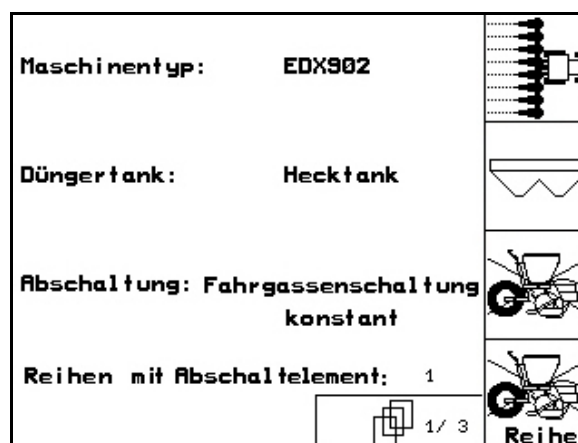 Maschinentyp: EDX902
Düngertank: Hecktank
Abschaltung: Fahrgassenschaltung
konstant
Reihen mit Abschaltelement: 1
1/ 3
Reihe